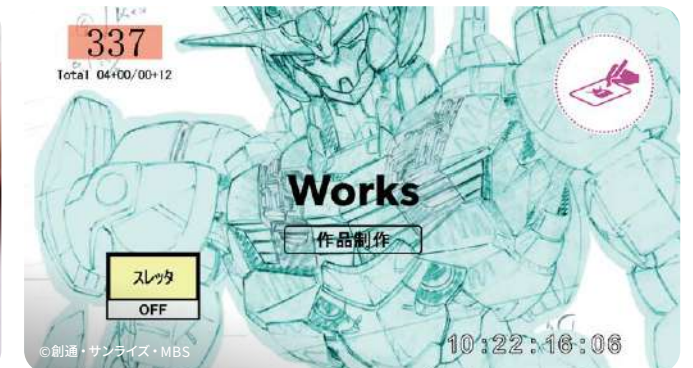 337
Total 04+00/00+12
Works
作品制作
スレッタ
OFF
©創通・サンライズ・MBS
10:22:16:06